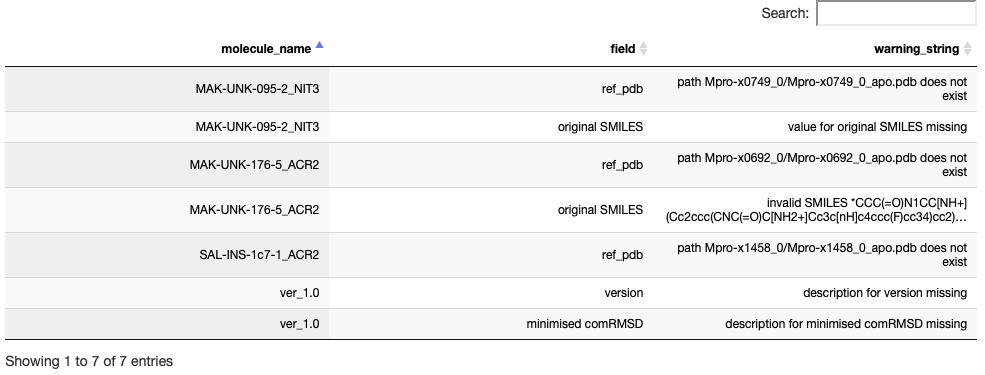 Search:
molecule_name field warning_string
MAK-UNK-095-2_NIT3 ref_pdb path Mpro-x0749_0/Mpro-x0749_0_apo.pdb does not
exist
MAK-UNK-095-2_NIT3 original SMILES value for original SMILES missing
MAK-UNK-176-5_ACR2 ref_pdb path Mpro-x0692_0/Mpro-x0692_0_apo.pdb does not
exist
MAK-UNK-176-5_ACR2 original SMILES invalid SMILES *CCC(=O)N1CC[NH+]
(Cc2ccc(CNC(=O)C[NH2+]Cc3c[nH]c4ccc(F)cc34)cc2)...
SAL-INS-1c7-1_ACR2 ref_pdb path Mpro-x1458_0/Mpro-x1458_0_apo.pdb does not
exist
ver_1.0 version description for version missing
ver_1.0 minimised comRMSD description for minimised comRMSD missing
Showing 1 to 7 of 7 entries